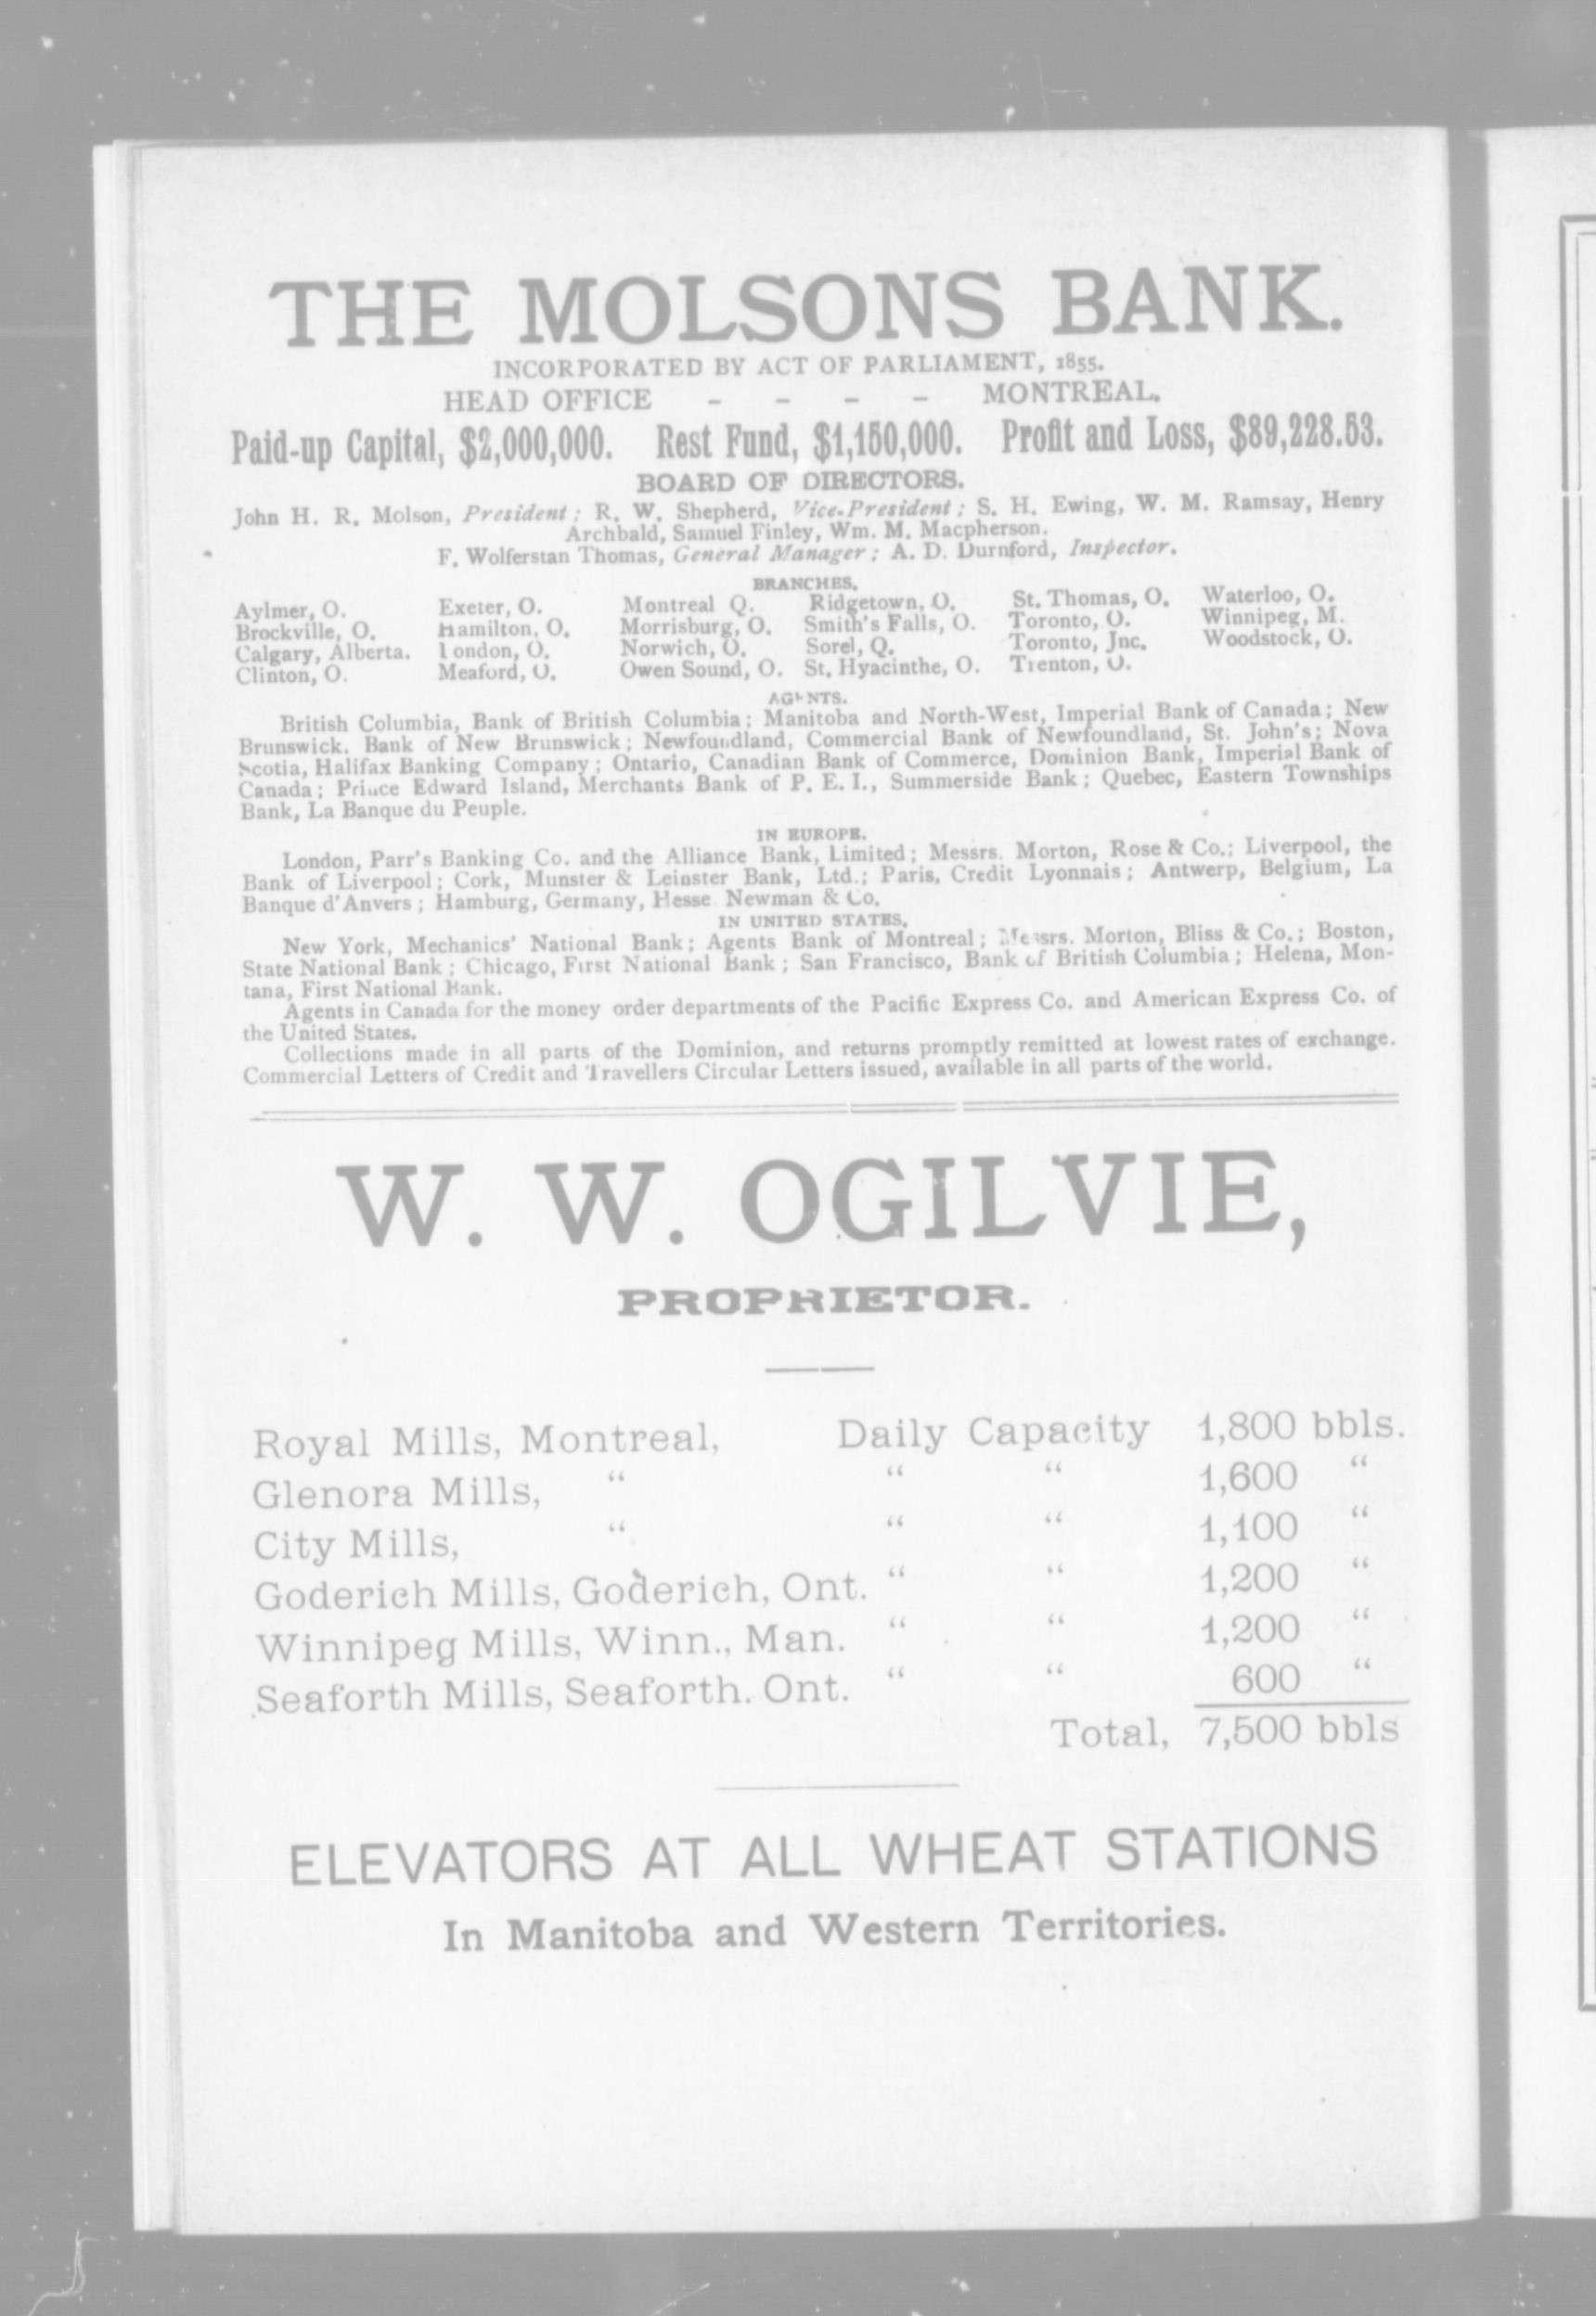 THE MOLSONS BANK.
INCORPORATED BY ACT OF PARLIAMENT, 1855.
HEAD OFFICE - - - - MONTREAL.
Paid-up Capital, $2,000,000. Rest Fund, $1,150,000. Profit and Loss, $89,228.53.
BOARD OF DIRECTORS.
John H. R. Molson, President; R. W. Shepherd, Vice-President; S. H. Ewing, W. M. Ramsay, Henry
Archbald, Samuel Finley, Wm. M. Macpherson.
F. Wolferstan Thomas, General Manager; A. D. Durnford, Inspector.
BRANCHES.
Aylmer, O. Exeter, O. Montreal Q. Ridgetown, O. St. Thomas, O. Waterloo, O.
Brockville, O. Hamilton, O. Morrisburg, O. Smith's Falls, O. Toronto, O. Winnipeg, M.
Calgary, Alberta. London, O. Norwich, O. Sorel, Q. Toronto, Jnc. Woodstock, O.
Clinton, O. Meaford, O. Owen Sound, O. St. Hyacinthe, O. Trenton, O.
AGENTS.
British Columbia, Bank of British Columbia; Manitoba and North-West, Imperial Bank of Canada; New
Brunswick, Bank of New Brunswick; Newfoundland, Commercial Bank of Newfoundland, St. John's; Nova
Scotia, Halifax Banking Company; Ontario, Canadian Bank of Commerce, Dominion Bank, Imperial Bank of
Canada; Prince Edward Island, Merchants Bank of P. E. I., Summerside Bank; Quebec, Eastern Townships
Bank, La Banque du Peuple.
IN EUROPE.
London, Parr's Banking Co. and the Alliance Bank, Limited; Messrs. Morton, Rose & Co.; Liverpool, the
Bank of Liverpool; Cork, Munster & Leinster Bank, Ltd.; Paris, Credit Lyonnais; Antwerp, Belgium, La
Banque d'Anvers; Hamburg, Germany, Hesse Newman & Co.
IN UNITED STATES.
New York, Mechanics' National Bank; Agents Bank of Montreal; Messrs. Morton, Bliss & Co.; Boston,
State National Bank; Chicago, First National Bank; San Francisco, Bank of British Columbia; Helena, Mon-
tana, First National Bank.
Agents in Canada for the money order departments of the Pacific Express Co. and American Express Co. of
the United States.
Collections made in all parts of the Dominion, and returns promptly remitted at lowest rates of exchange.
Commercial Letters of Credit and Travellers Circular Letters issued, available in all parts of the world.
W. W. OGILVIE,
PROPRIETOR.
Royal Mills, Montreal, Daily Capacity 1,800 bbls.
Glenora Mills, " " " 1,600 "
City Mills, " " " 1,100 "
Goderich Mills, Goderich, Ont. " " 1,200 "
Winnipeg Mills, Winn., Man. " " 1,200 "
Seaforth Mills, Seaforth. Ont. " " 600 "
Total, 7,500 bbls
ELEVATORS AT ALL WHEAT STATIONS
In Manitoba and Western Territories.